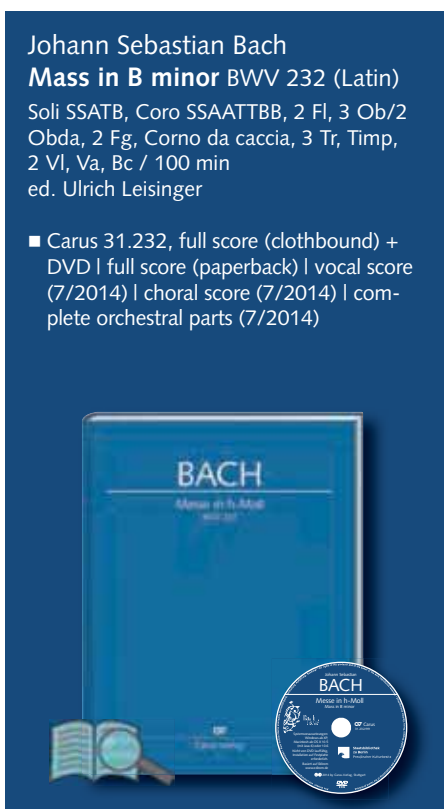 Johann Sebastian Bach
Mass in B minor BWV 232 (Latin)
Soli SSATB, Coro SSAATTBB, 2 Fl, 3 Ob/2
Obda, 2 Fg, Corno da caccia, 3 Tr, Timp,
2 Vl, Va, Bc / 100 min
ed. Ulrich Leisinger
■ Carus 31.232, full score (clothbound) +
DVD | full score (paperback) | vocal score
(7/2014) | choral score (7/2014) | com-
plete orchestral parts (7/2014)
BACH
Messe in h-Moll
Carus-Verlag
Johann Sebastian
BACH
Messe in h-Moll
Mass in B minor
Carus
Staatsbibliothek
zu Berlin
DVD